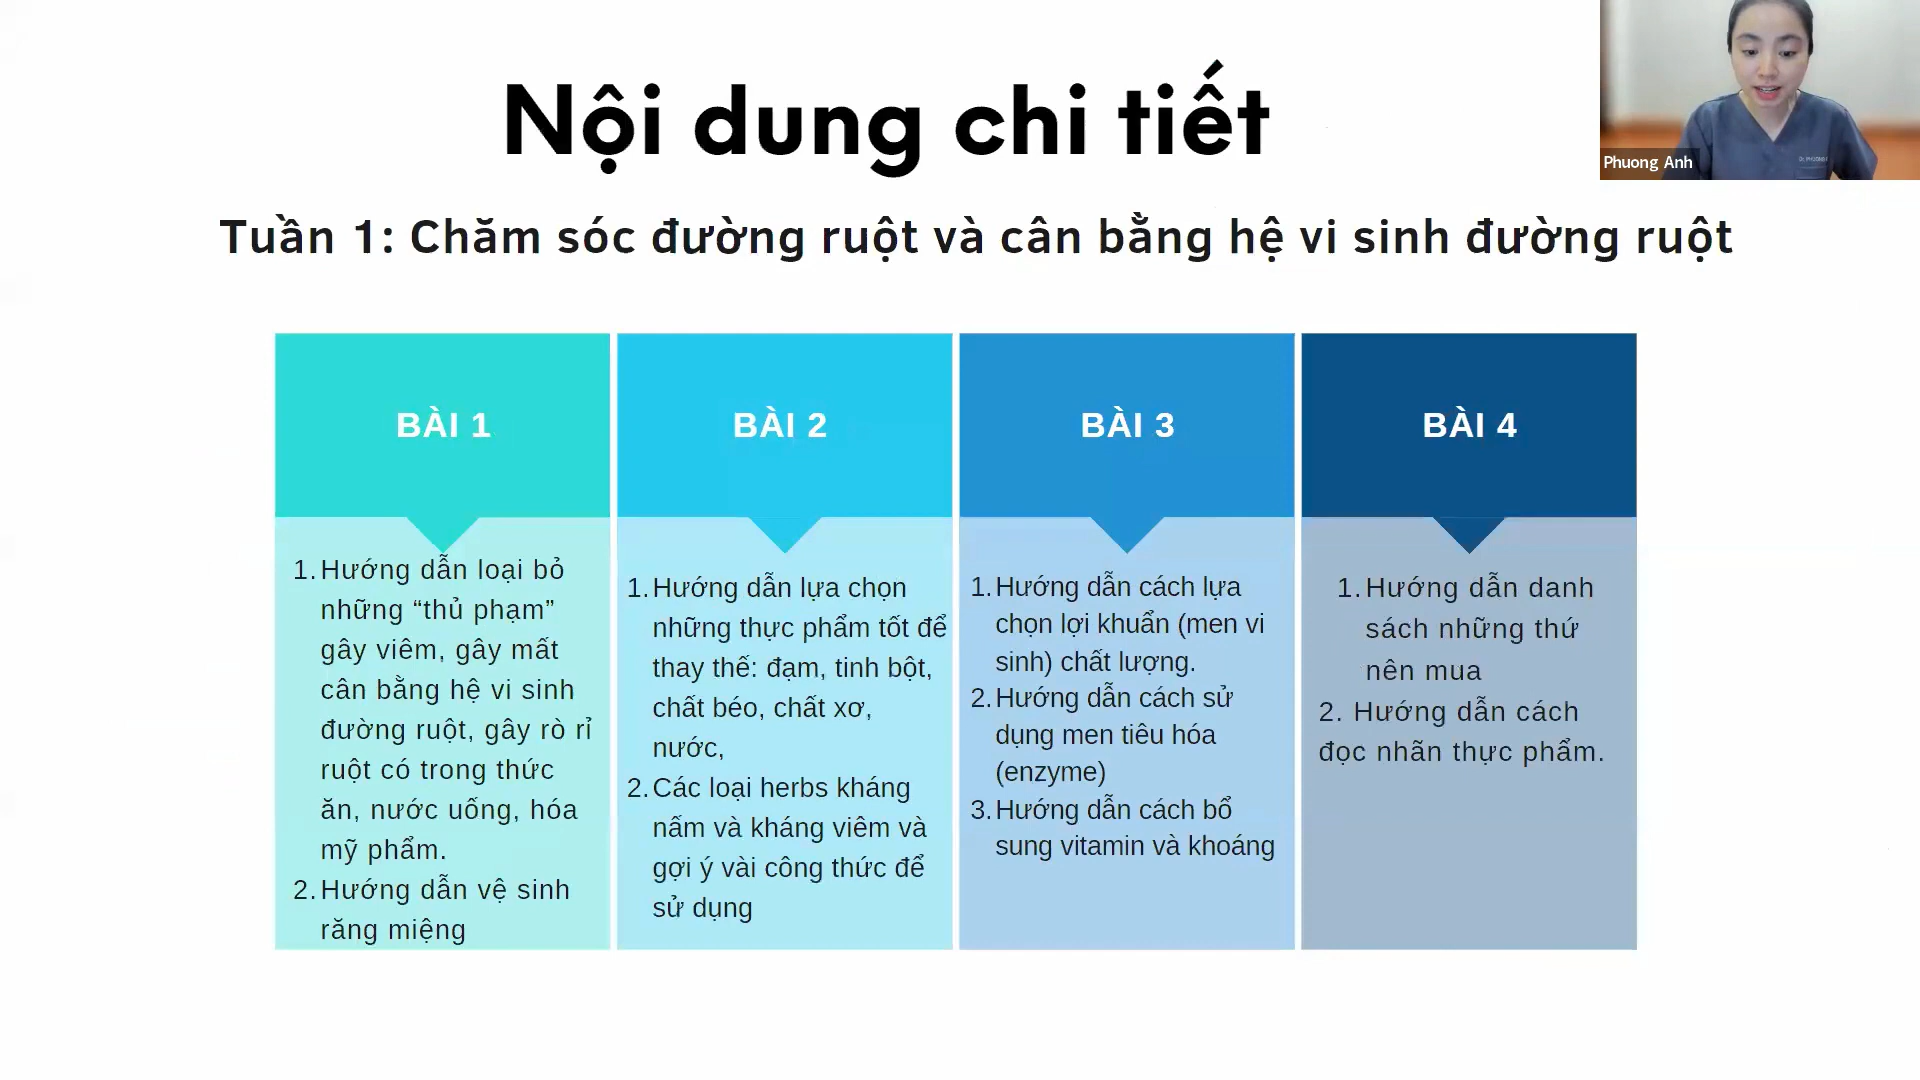 Nội dung chi tiết
Phuong Anh
Tuần 1: Chăm sóc đường ruột và cân bằng hệ vi sinh đường ruột
BÀI 1
1. Hướng dẫn loại bỏ
những “thủ phạm”
gây viêm, gây mất
cân bằng hệ vi sinh
đường ruột, gây rò rỉ
ruột có trong thức
ăn, nước uống, hóa
mỹ phẩm.
2. Hướng dẫn vệ sinh
răng miệng
BÀI 2
1. Hướng dẫn lựa chọn
những thực phẩm tốt để
thay thế: đạm, tinh bột,
chất béo, chất xơ,
nước,
2. Các loại herbs kháng
nấm và kháng viêm và
gợi ý vài công thức để
sử dụng
BÀI 3
1. Hướng dẫn cách lựa
chọn lợi khuẩn (men vi
sinh) chất lượng.
2. Hướng dẫn cách sử
dụng men tiêu hóa
(enzyme)
3. Hướng dẫn cách bổ
sung vitamin và khoáng
BÀI 4
1. Hướng dẫn danh
sách những thứ
nên mua
2. Hướng dẫn cách
đọc nhãn thực phẩm.